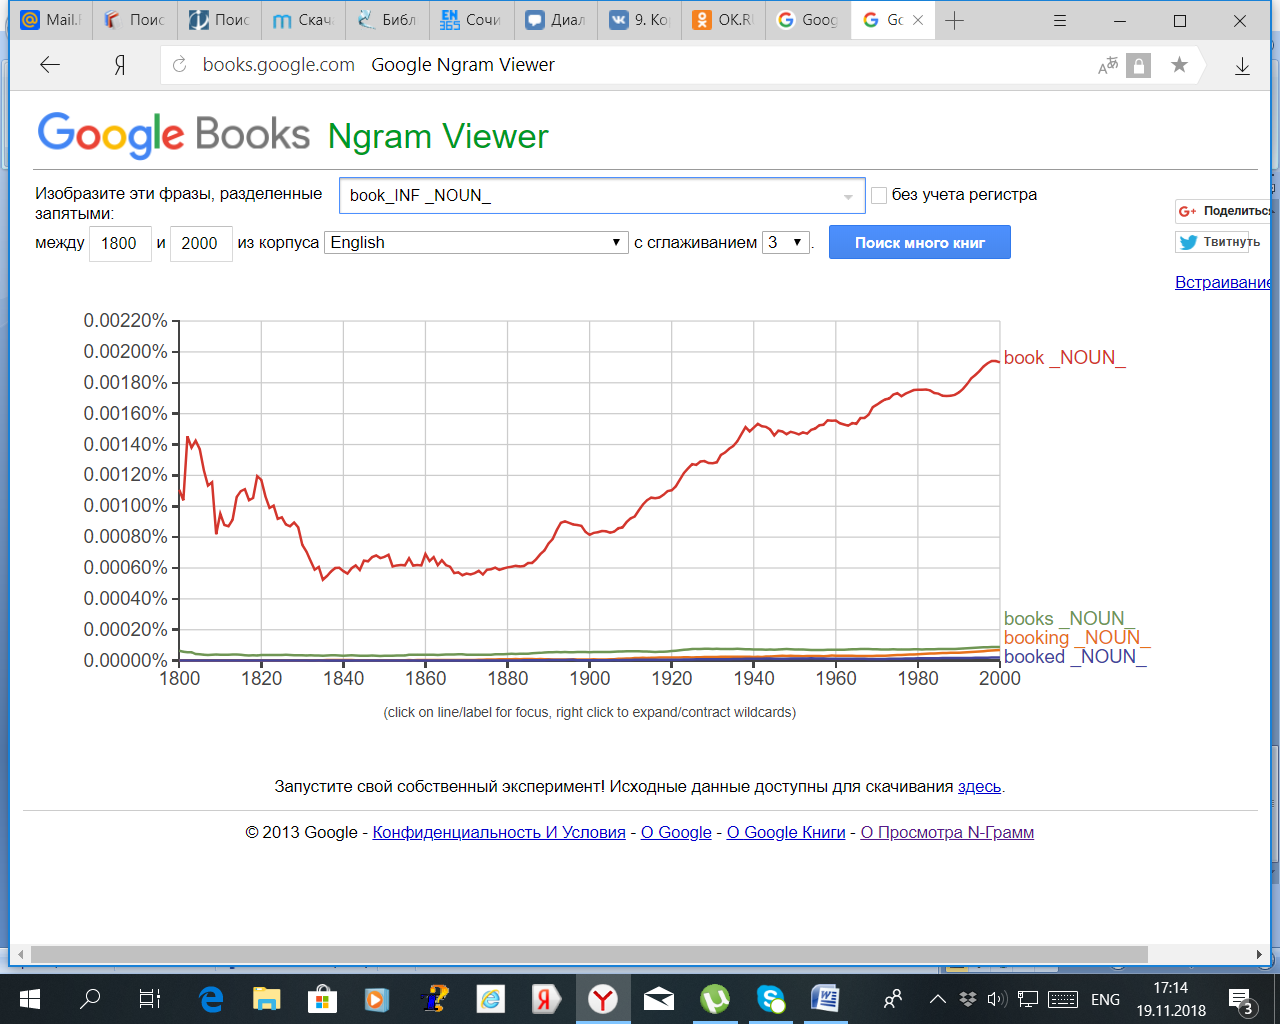 Mail.R Поис Поис Скача Библ Сочи Диал 9. Ко OK.RU Goog Go
books.google.com Google Ngram Viewer
Google Books Ngram Viewer
Изобразите эти фразы, разделенные запятыми: book_INF _NOUN_ без учета регистра
между 1800 и 2000 из корпуса English с сглаживанием 3 . Поиск много книг
Поделиться
Твитнуть
Встраивание
0.00220%
0.00200%
0.00180%
0.00160%
0.00140%
0.00120%
0.00100%
0.00080%
0.00060%
0.00040%
0.00020%
0.00000%
book _NOUN_
books _NOUN_
booking _NOUN_
booked _NOUN_
1800 1820 1840 1860 1880 1900 1920 1940 1960 1980 2000
(click on line/label for focus, right click to expand/contract wildcards)
Запустите свой собственный эксперимент! Исходные данные доступны для скачивания здесь.
© 2013 Google - Конфиденциальность И Условия - О Google - О Google Книги - О Просмотра N-Грамм
ENG
17:14
19.11.2018
3